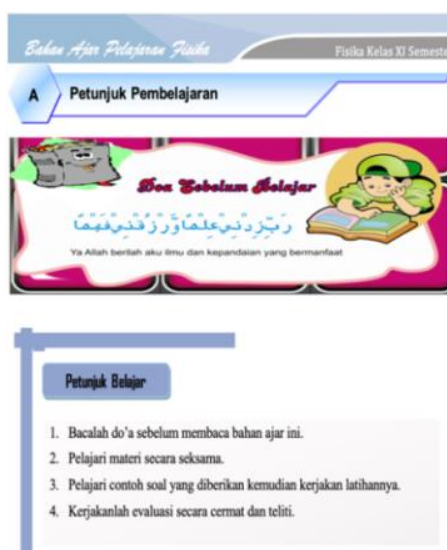 Bahan Ajar Pelajaran Fisika
Fisika Kelas XI Semeste
A
Petunjuk Pembelajaran
Doa Sebelum Belajar
رَبِّ زِدْنِيْ عِلْمًا وَّرْزُقْنِيْ فَهْمًا
Ya Allah berilah aku ilmu dan kepandaian yang bermanfaat
Petunjuk Belajar
1. Bacalah do'a sebelum membaca bahan ajar ini.
2. Pelajari materi secara seksama.
3. Pelajari contoh soal yang diberikan kemudian kerjakan latihannya.
4. Kerjakanlah evaluasi secara cermat dan teliti.